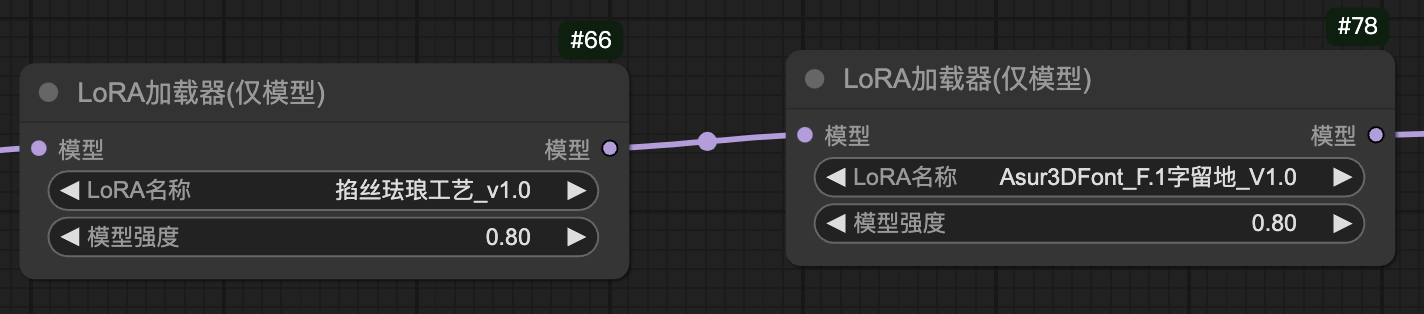 #66
LoRA加载器(仅模型)
模型 模型
LoRA名称 掐丝珐琅工艺_v1.0
模型强度 0.80
#78
LoRA加载器(仅模型)
模型 模型
LoRA名称 Asur3DFont_F.1字留地_V1.0
模型强度 0.80